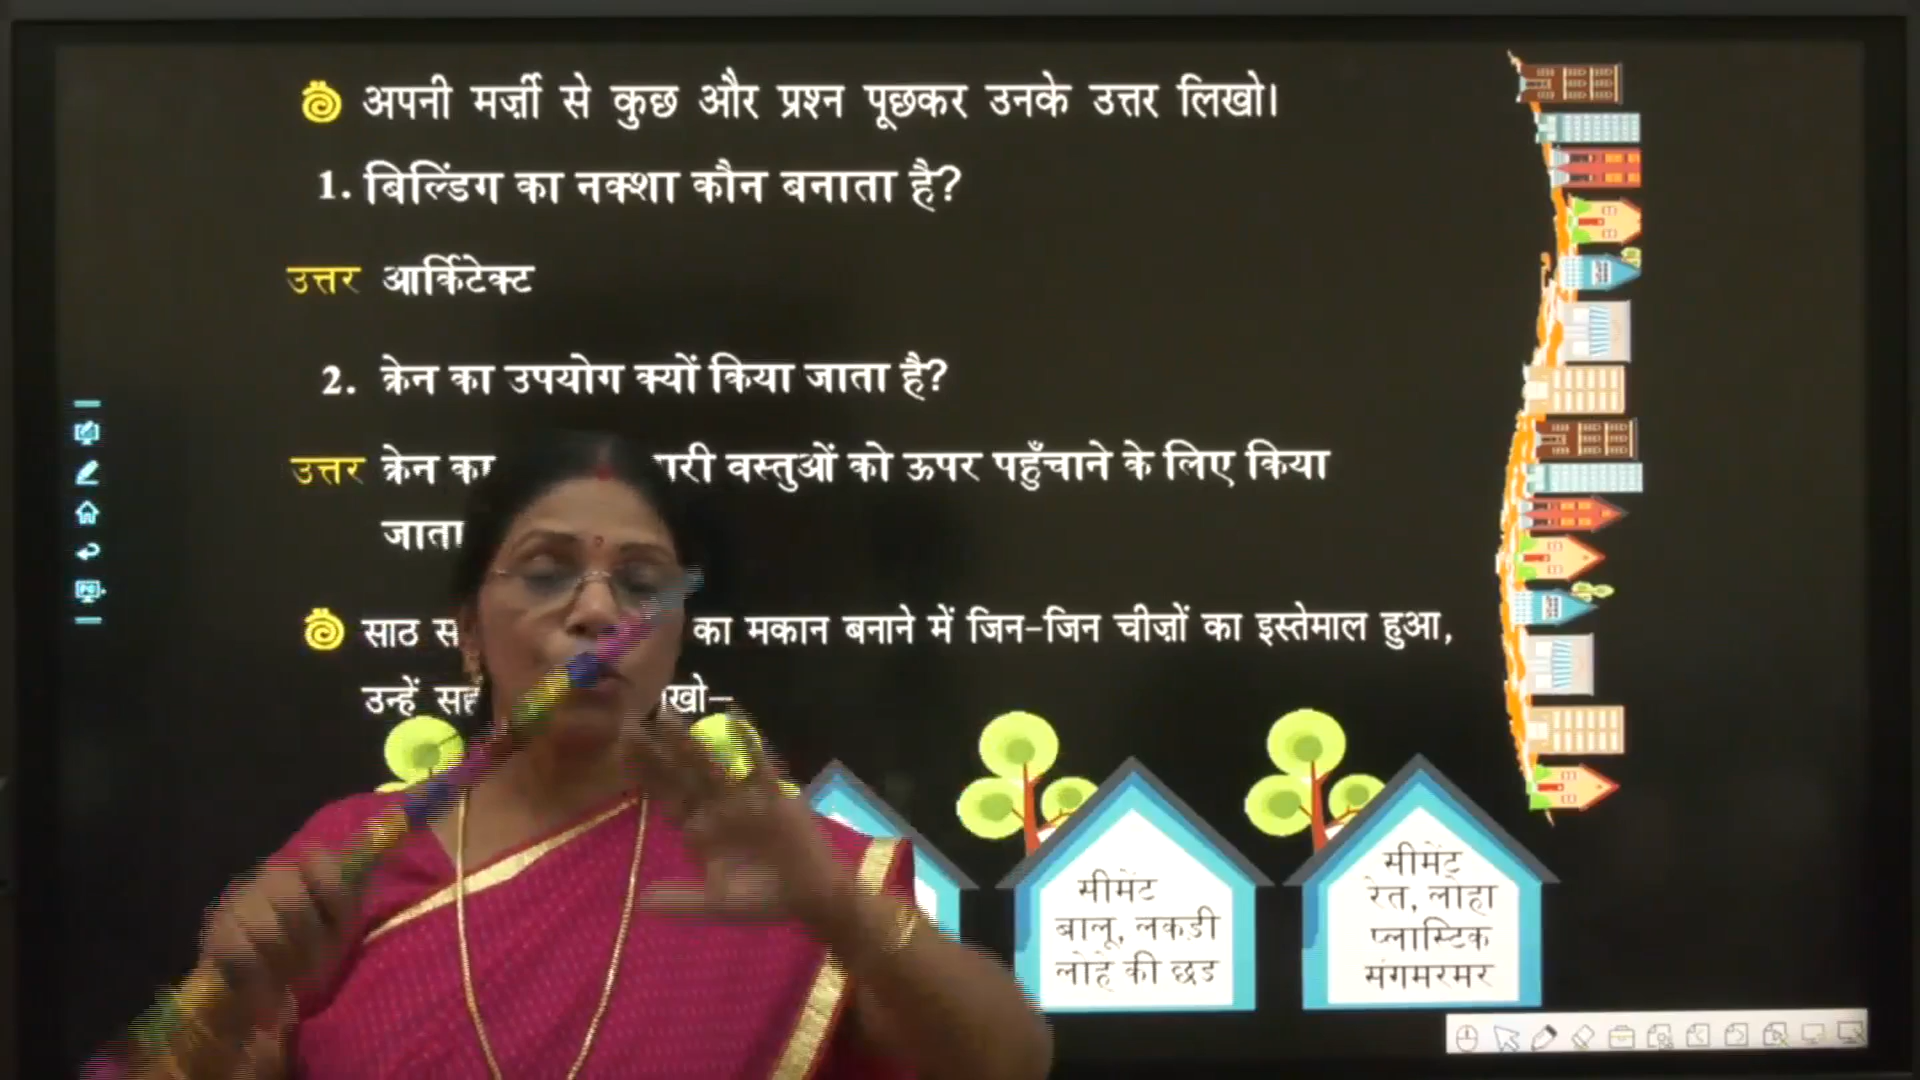 अपनी मर्ज़ी से कुछ और प्रश्न पूछकर उनके उत्तर लिखो।
1. बिल्डिंग का नक्शा कौन बनाता है?
उत्तर आर्किटेक्ट
2. क्रेन का उपयोग क्यों किया जाता है?
उत्तर क्रेन का वस्तुओं को ऊपर पहुँचाने के लिए किया
जाता
साठ का मकान बनाने में जिन-जिन चीज़ों का इस्तेमाल हुआ,
उन्हें
सीमेंट
बालू, लकड़ी
लोहे की छड़
सीमेंट
रेत, लोहा
प्लास्टिक
संगमरमर